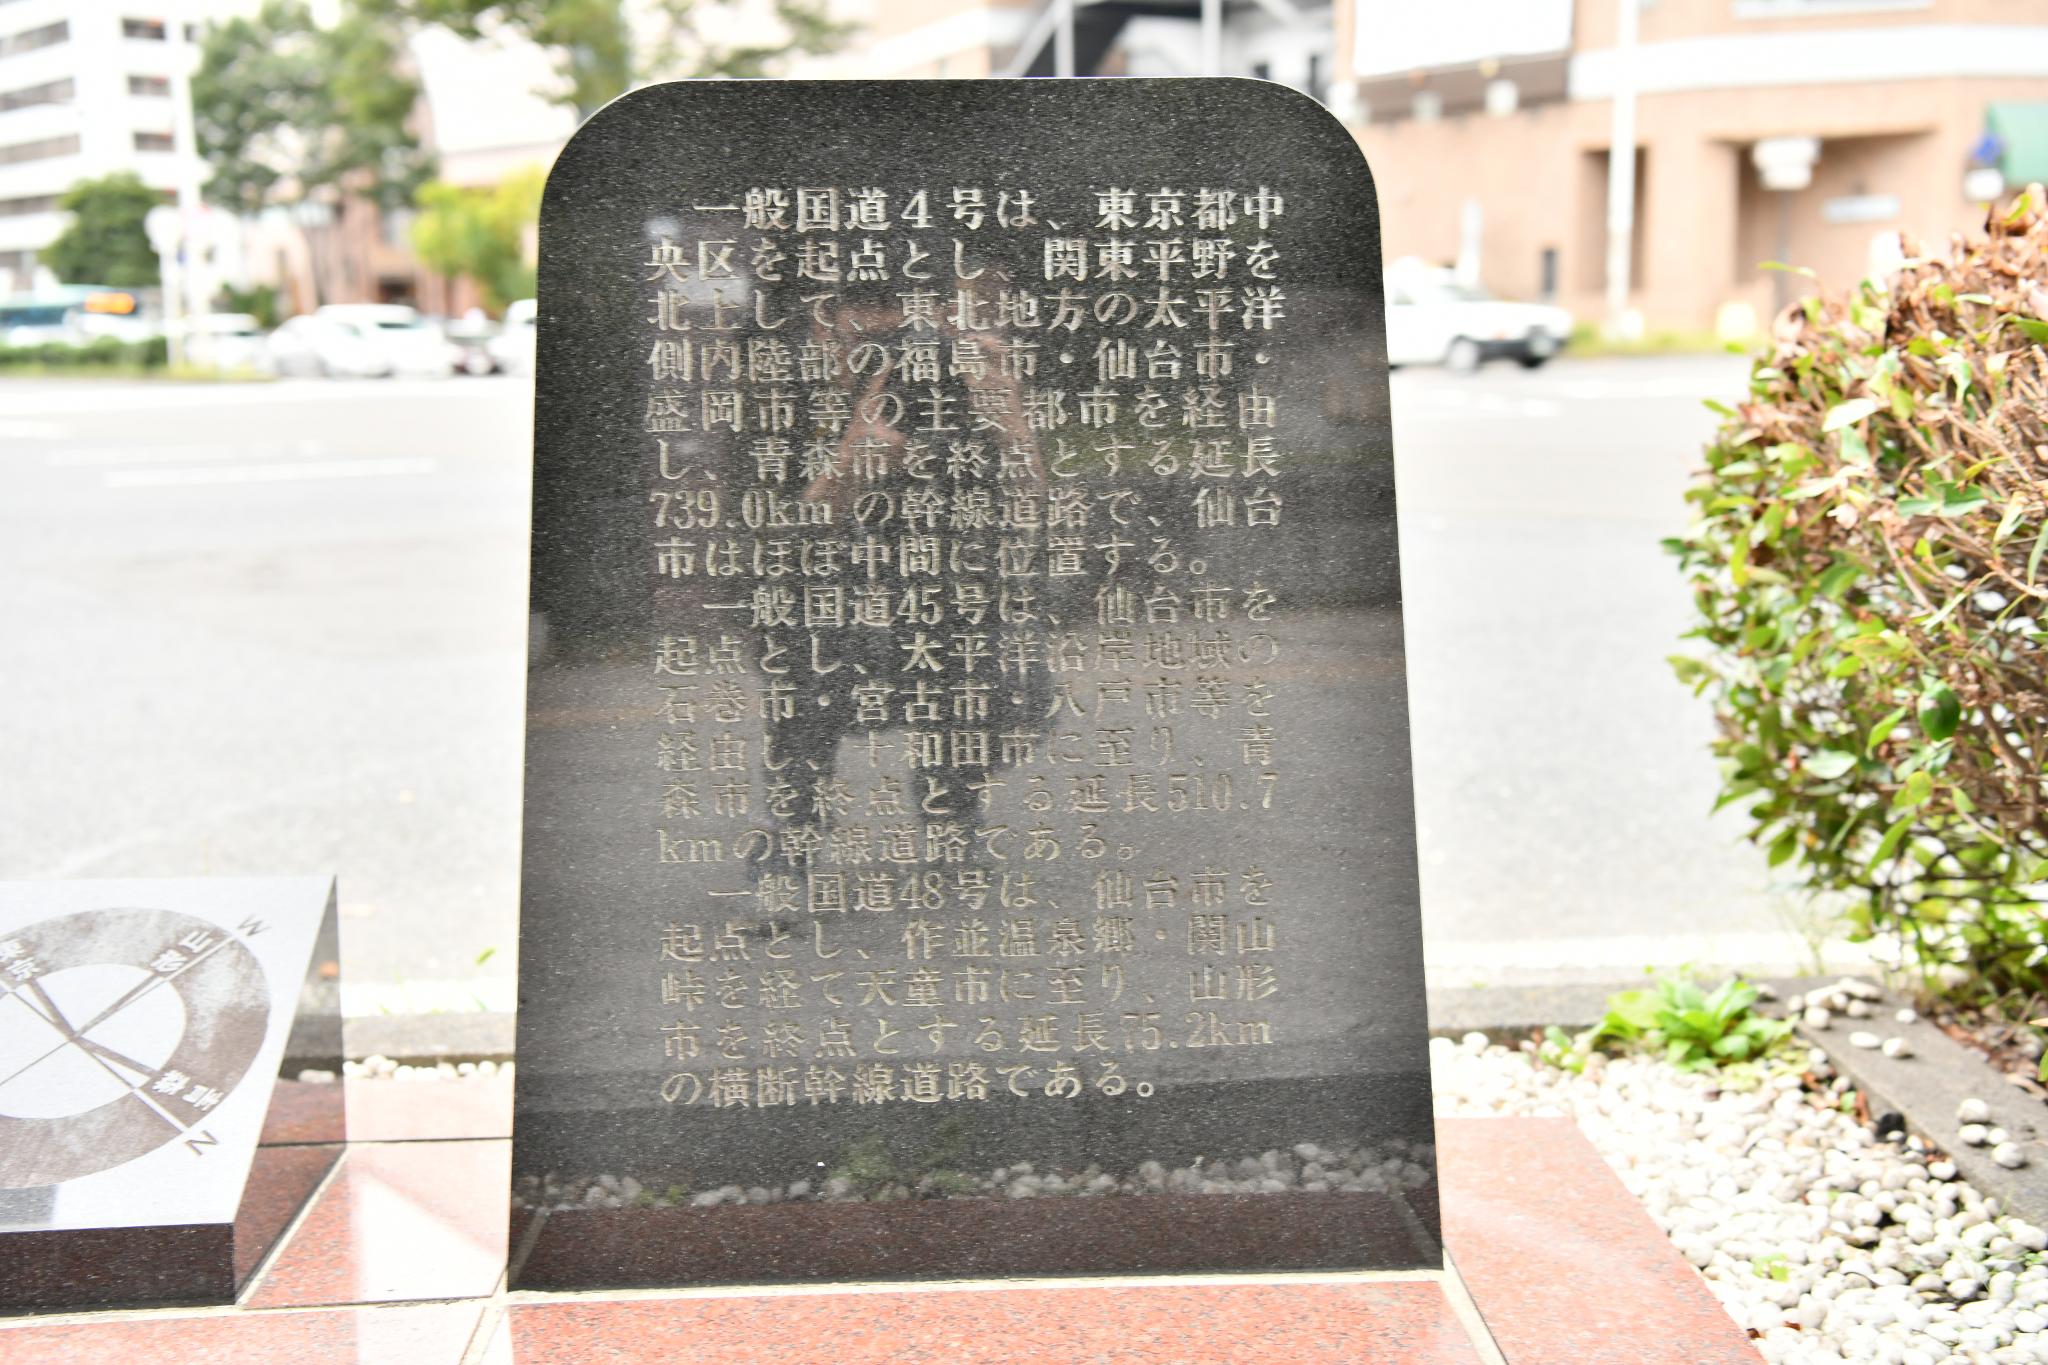 一般国道4号は、東京都中
央区を起点とし、関東平野を
北上して、東北地方の太平洋
側内陸部の福島市・仙台市・
盛岡市等の主要都市を経由
し、青森市を終点とする延長
739.0kmの幹線道路で、仙台
市はほぼ中間に位置する。
一般国道45号は、仙台市を
起点とし、太平洋沿岸地域の
石巻市・宮古市・八戸市等を
経由し、十和田市に至り、青
森市を終点とする延長510.7
kmの幹線道路である。
一般国道48号は、仙台市を
起点とし、作並温泉郷・関山
峠を経て天童市に至り、山形
市を終点とする延長75.2km
の横断幹線道路である。
東京
山形
W
青森
N